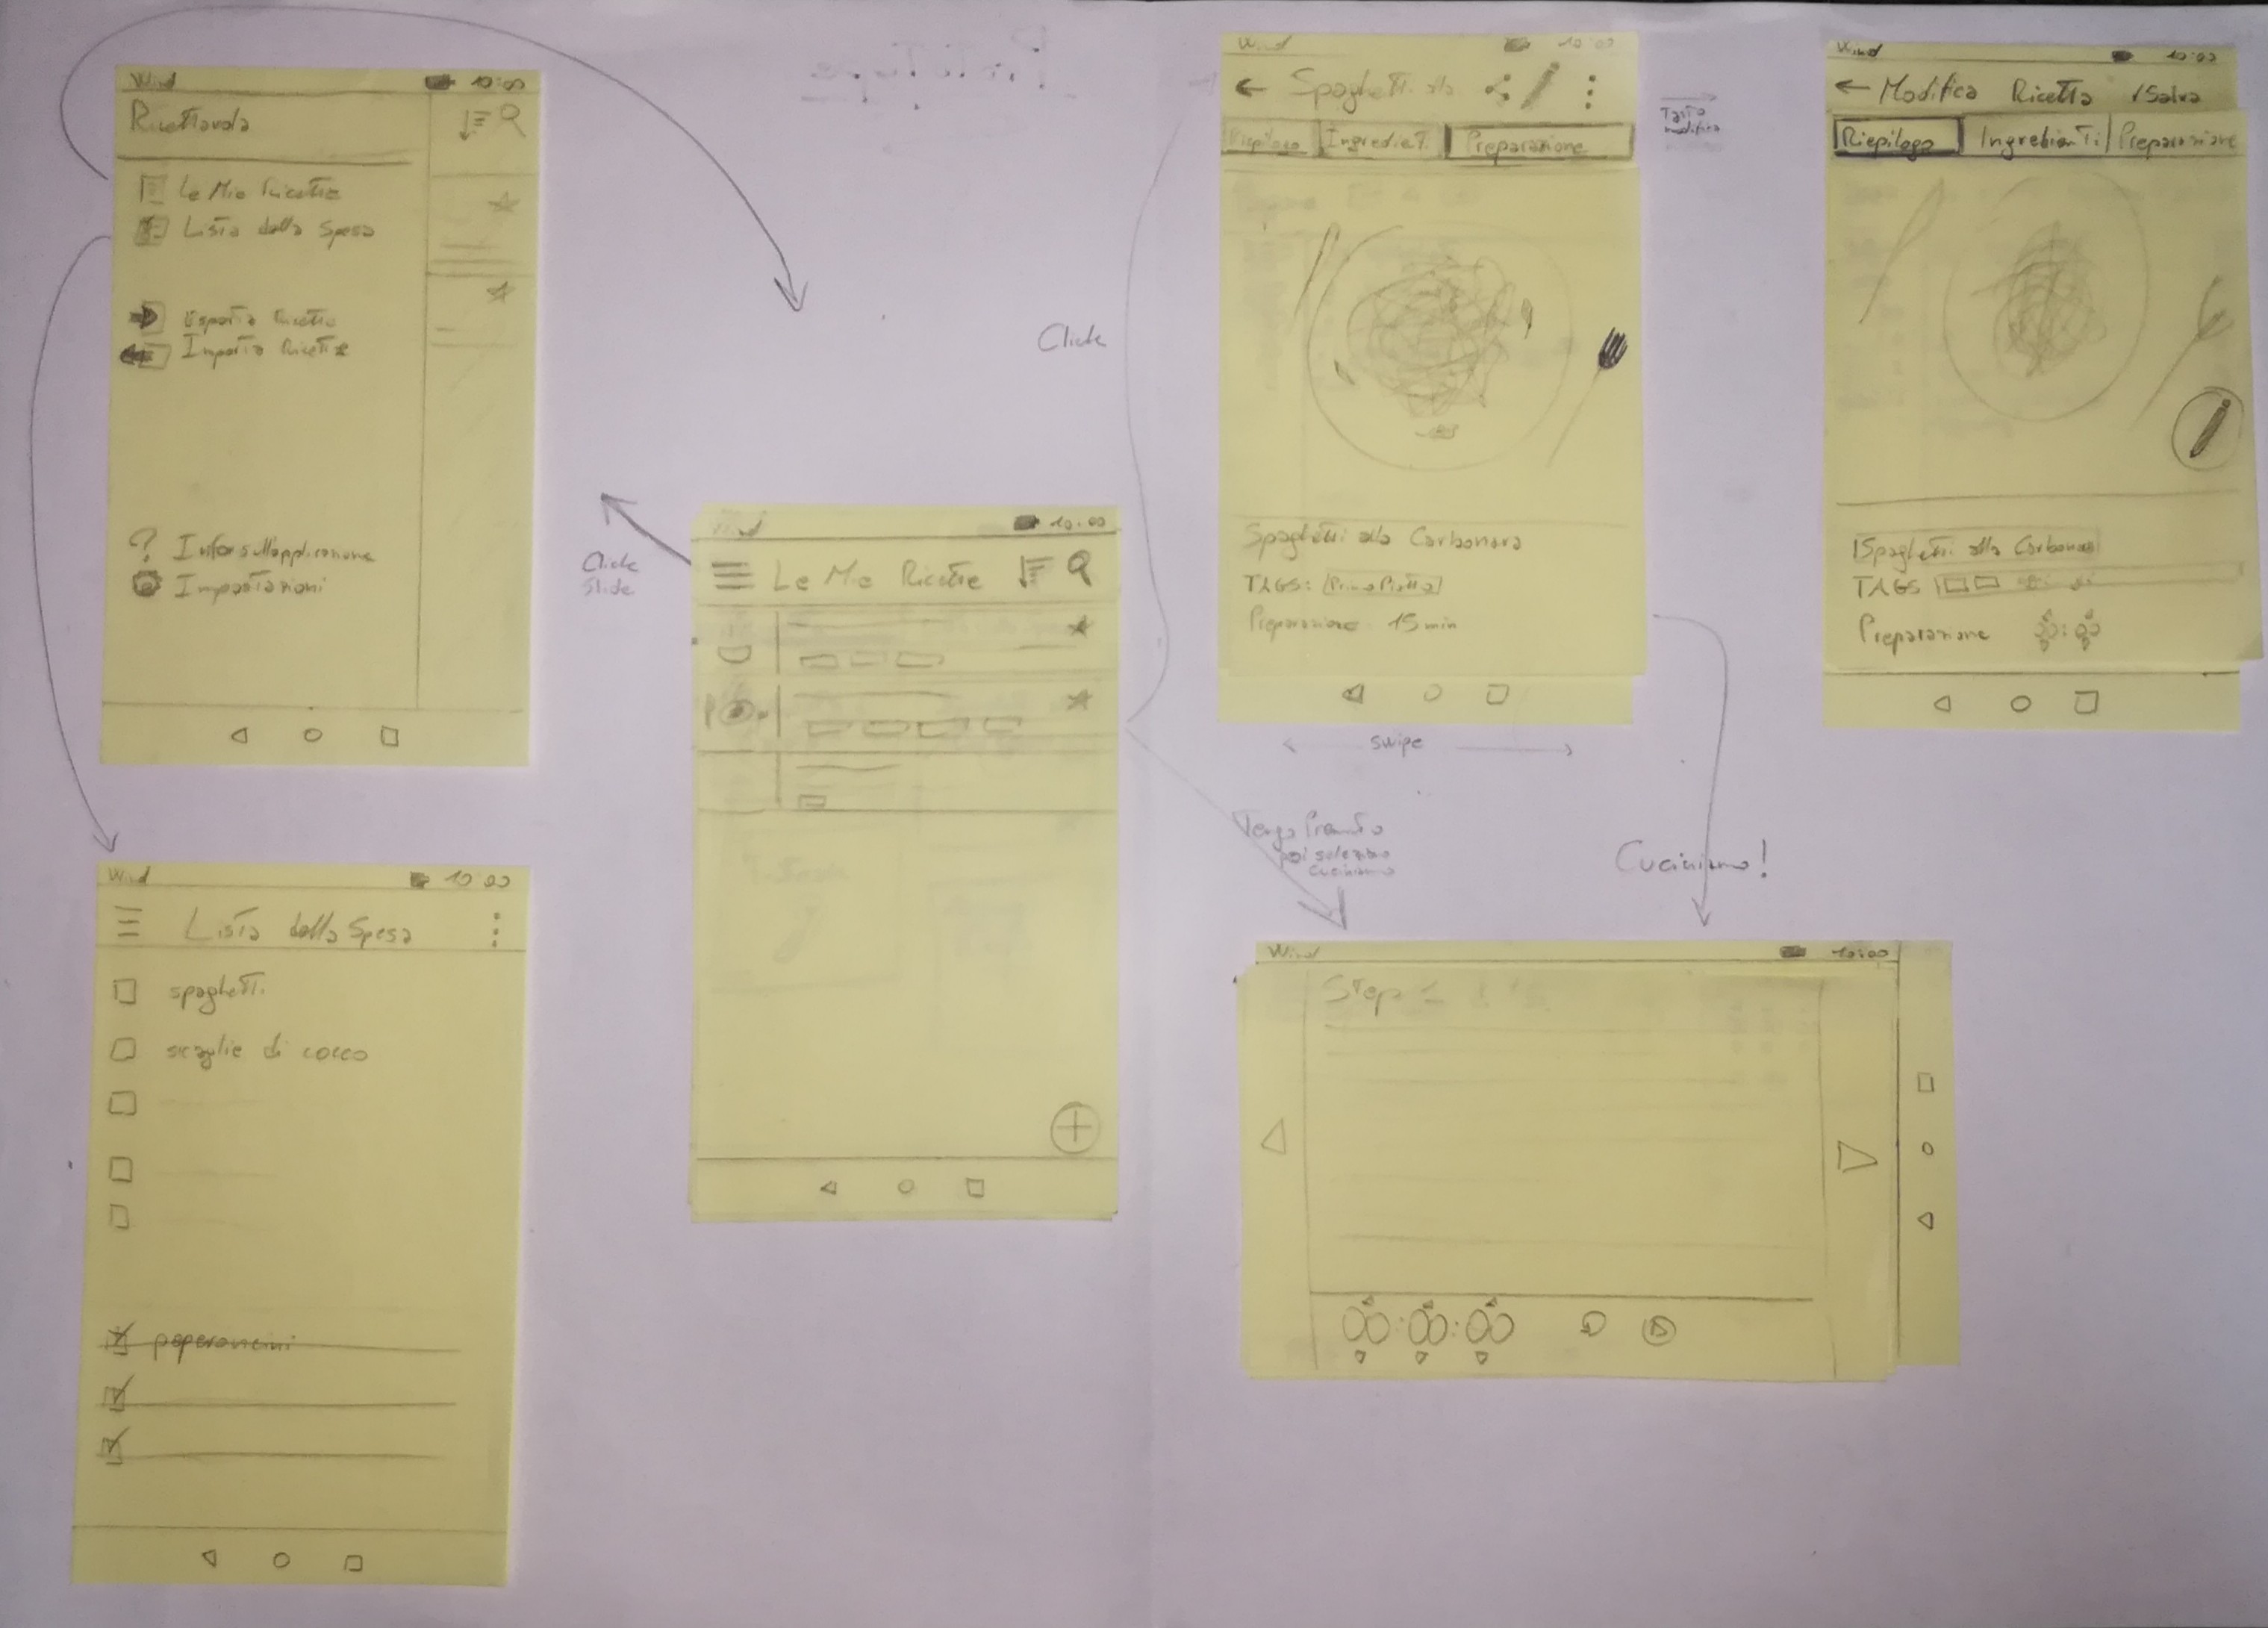 Wind 10:00
Ricettavola
Le Mie Ricette
Lista della Spesa
Esporta Ricette
Importa Ricette
? Info sull'applicazione
Impostazioni
Click
Slide
Wind 10:00
Lista della Spesa
spaghetti
scaglie di cocco
peperoncini
Wind 10:00
Le Mie Ricette
Click
Wind 10:00
Spaghetti alla
Riepilogo Ingredienti Preparazione
Spaghetti alla Carbonara
TAGS: Primo Piatto
Preparazione 15 min
swipe
Tasto
modifica
Wind 10:00
Modifica Ricetta Salva
Riepilogo Ingredienti Preparazione
Spaghetti alla Carbonara
TAGS
Preparazione 00:00
Tengo Premuto
poi seleziono
Cuciniamo
Cuciniamo!
Wind 10:00
Step
00:00:00